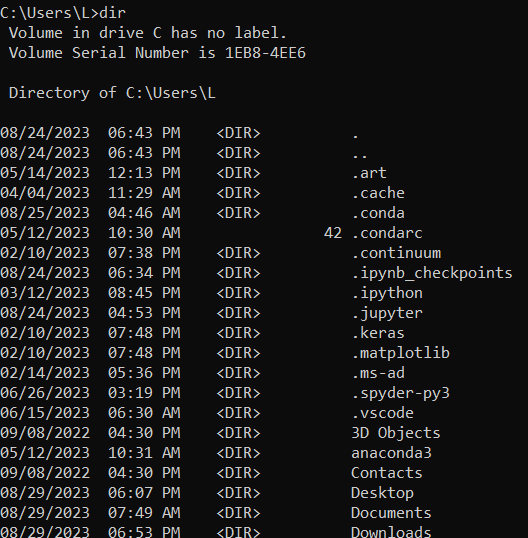 C:\Users\L>dir
 Volume in drive C has no label.
 Volume Serial Number is 1EB8-4EE6

 Directory of C:\Users\L

08/24/2023  06:43 PM    <DIR>          .
08/24/2023  06:43 PM    <DIR>          ..
05/14/2023  12:13 PM    <DIR>          .art
04/04/2023  11:29 AM    <DIR>          .cache
08/25/2023  04:46 AM    <DIR>          .conda
05/12/2023  10:30 AM                42 .condarc
02/10/2023  07:38 PM    <DIR>          .continuum
08/24/2023  06:34 PM    <DIR>          .ipynb_checkpoints
03/12/2023  08:45 PM    <DIR>          .ipython
08/24/2023  04:53 PM    <DIR>          .jupyter
02/10/2023  07:48 PM    <DIR>          .keras
02/10/2023  07:48 PM    <DIR>          .matplotlib
02/14/2023  05:36 PM    <DIR>          .ms-ad
06/26/2023  03:19 PM    <DIR>          .spyder-py3
06/15/2023  06:30 AM    <DIR>          .vscode
09/08/2022  04:30 PM    <DIR>          3D Objects
05/12/2023  10:31 AM    <DIR>          anaconda3
09/08/2022  04:30 PM    <DIR>          Contacts
08/29/2023  06:07 PM    <DIR>          Desktop
08/29/2023  07:49 AM    <DIR>          Documents
08/29/2023  06:53 PM    <DIR>          Downloads